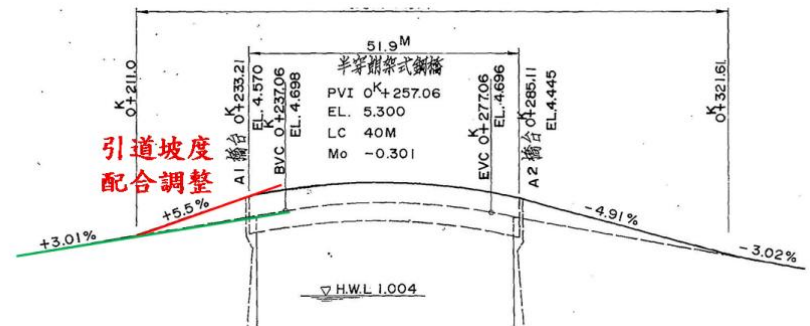 51.9M
半穿桁架式鋼橋
PVI 0K+257.06
EL. 5.300
LC 40M
Mo -0.301
0K+211.0
A1 橋台 0K+233.21
EL. 4.570
BVC 0K+237.06
EL. 4.698
EVC 0K+277.06
EL. 4.696
A2 橋台 0K+285.11
EL. 4.445
0K+321.61
引道坡度
配合調整
+5.5%
+3.01%
-4.91%
-3.02%
▽ H.W.L 1.004